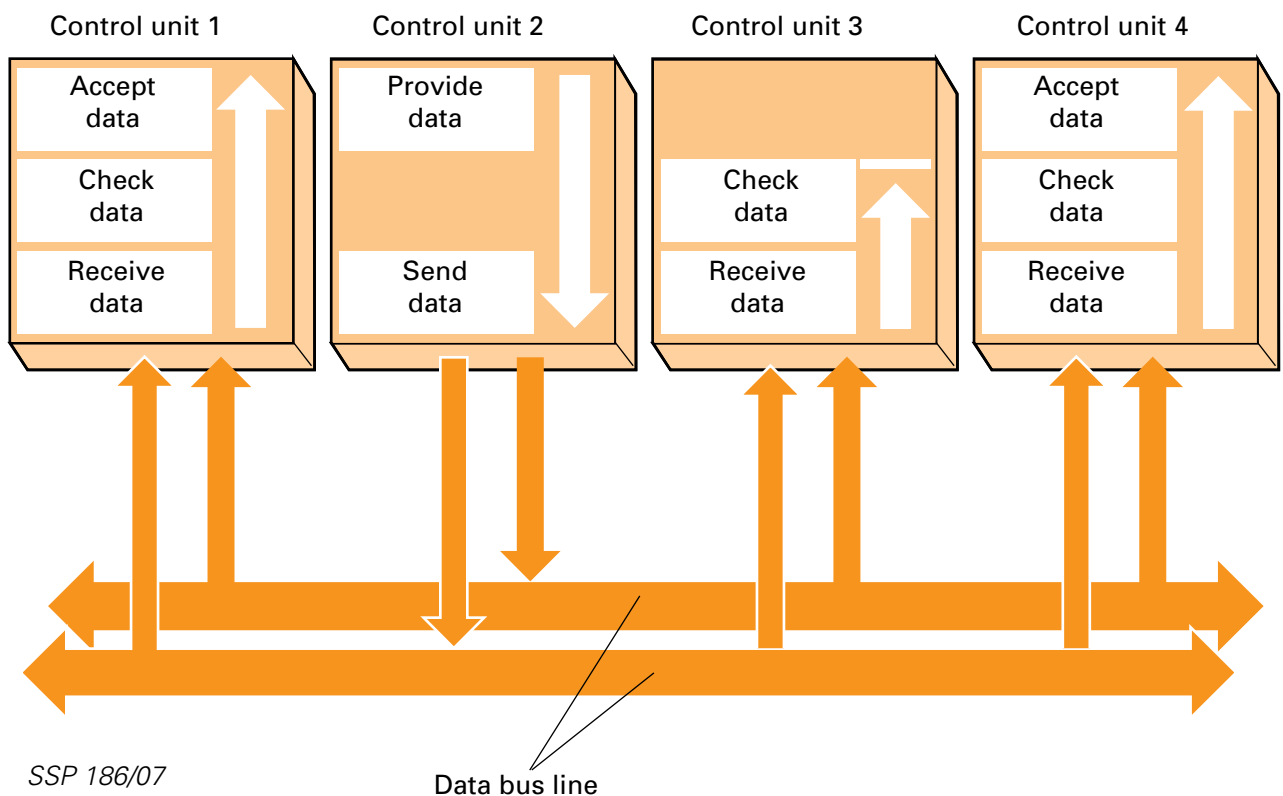 Control unit 1
Control unit 2
Control unit 3
Control unit 4
Accept
data
Check
data
Receive
data
Provide
data
Send
data
Check
data
Receive
data
Accept
data
Check
data
Receive
data
SSP 186/07
Data bus line